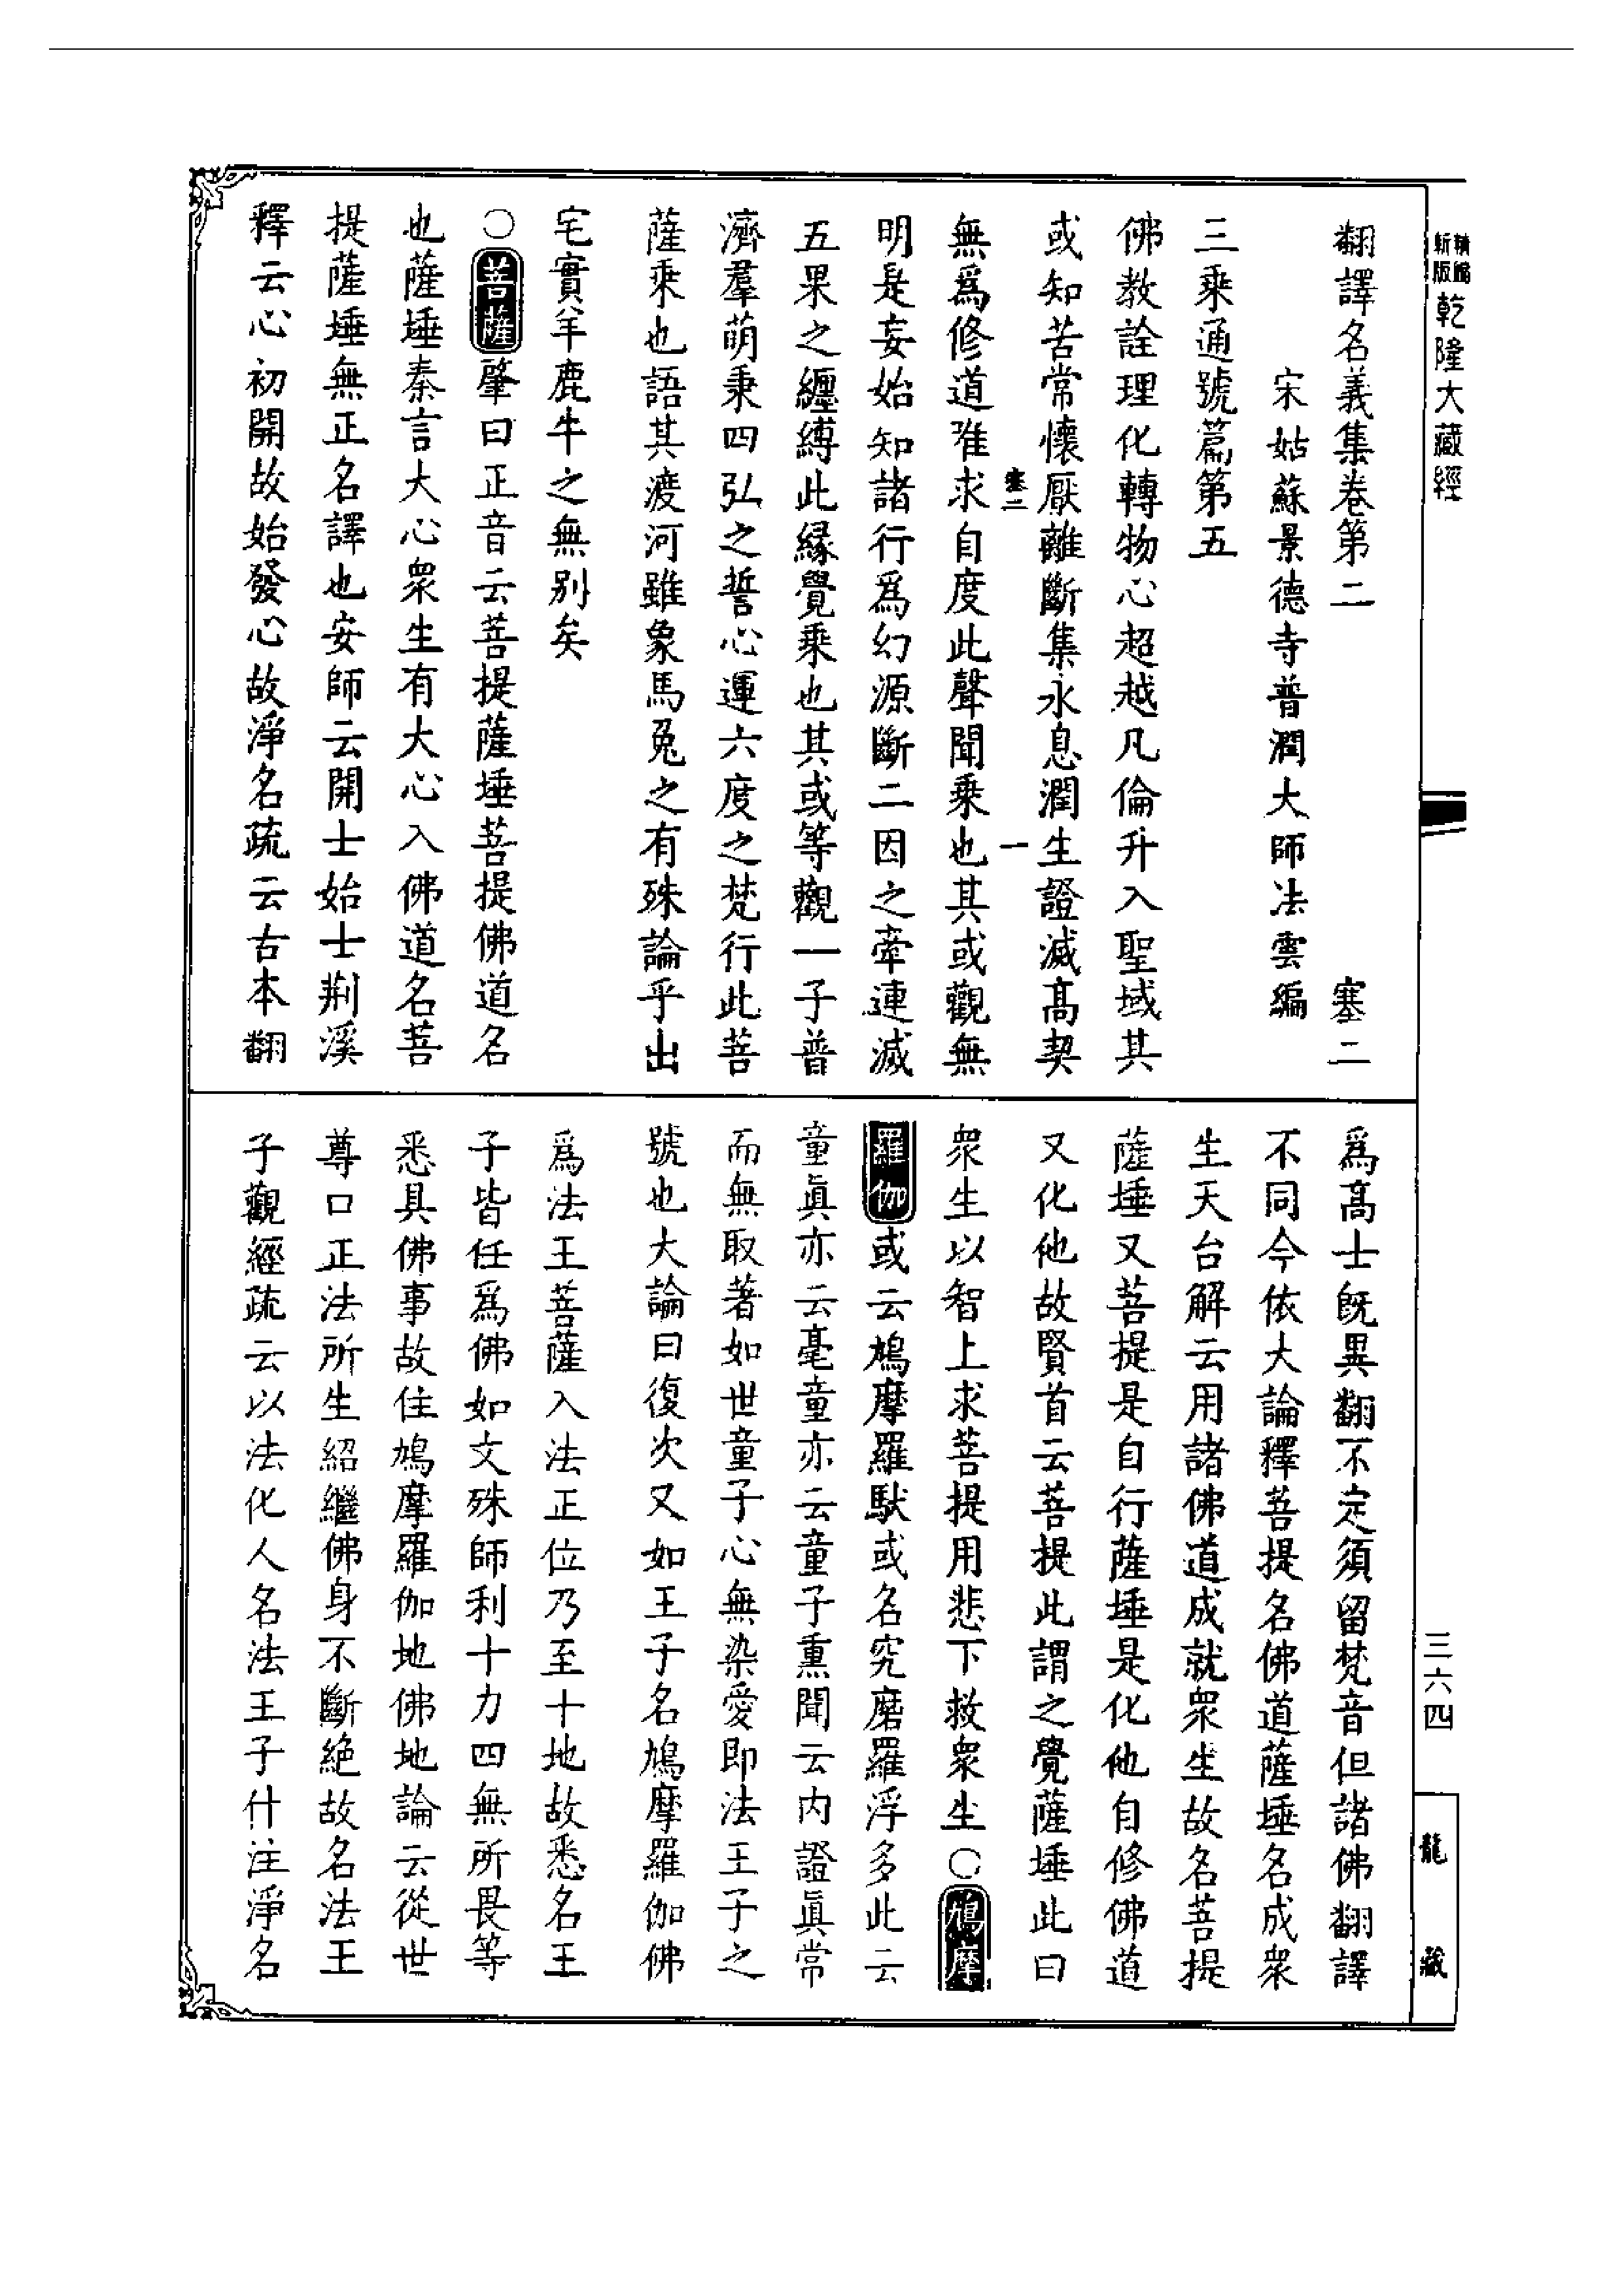 精編新版乾隆大藏經
翻譯名義集卷第二 塞二
宋姑蘇景德寺普潤大師法雲編
三乘通號篇第五
佛教詮理化轉物心超越凡倫升入聖域其
或知苦常懷厭離斷集永息潤生證滅高契
塞二 一
無爲修道惟求自度此聲聞乘也其或觀無
明是妄始知諸行爲幻源斷二因之牽連滅
五果之纏縛此緣覺乘也其或等觀一子普
濟羣萌秉四弘之誓心運六度之梵行此菩
薩乘也語其渡河雖象馬兔之有殊論乎出
宅實羊鹿牛之無別矣
○菩薩肇曰正音云菩提薩埵菩提佛道名
也薩埵秦言大心衆生有大心入佛道名菩
提薩埵無正名譯也安師云開士始士荆溪
釋云心初開故始發心故淨名疏云古本翻
爲高士既異翻不定須留梵音但諸佛翻譯
不同今依大論釋菩提名佛道薩埵名成衆
生天台解云用諸佛道成就衆生故名菩提
薩埵又菩提是自行薩埵是化他自修佛道
又化他故賢首云菩提此謂之覺薩埵此曰
衆生以智上求菩提用悲下救衆生○鳩摩
羅伽或云鳩摩羅馱或名究磨羅浮多此云
童眞亦云毫童亦云童子熏聞云内證眞常
而無取著如世童子心無染愛即法王子之
號也大論曰復次又如王子名鳩摩羅伽佛
爲法王菩薩入法正位乃至十地故悉名王
子皆任爲佛如文殊師利十力四無所畏等
悉具佛事故住鳩摩羅伽地佛地論云從世
尊口正法所生紹繼佛身不斷絶故名法王
子觀經疏云以法化人名法王子什注淨名
三六四
龍藏